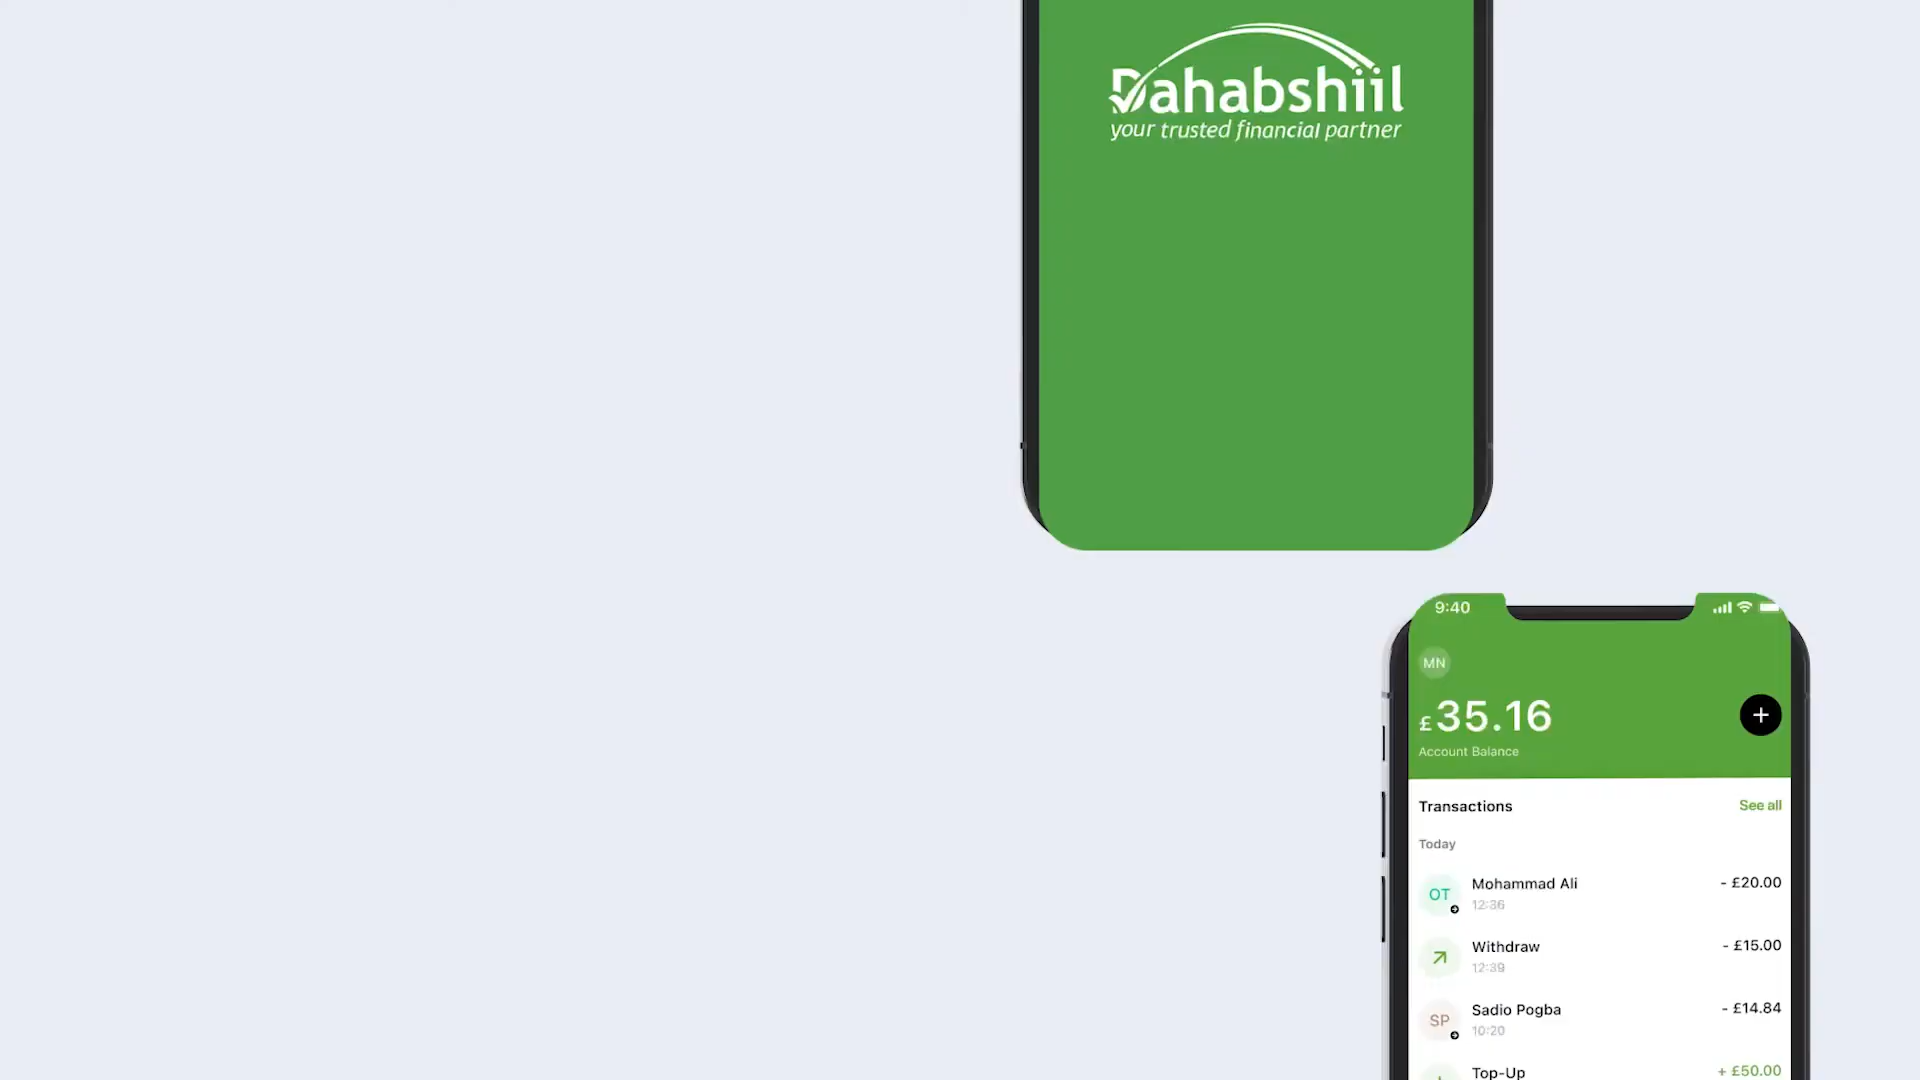 Dahabshiil
your trusted financial partner
9:40
MN
£35.16
Account Balance
Transactions
See all
Today
OT
Mohammad Ali
- £20.00
12:36
Withdraw
- £15.00
12:39
SP
Sadio Pogba
- £14.84
10:20
Top-Up
+ £50.00